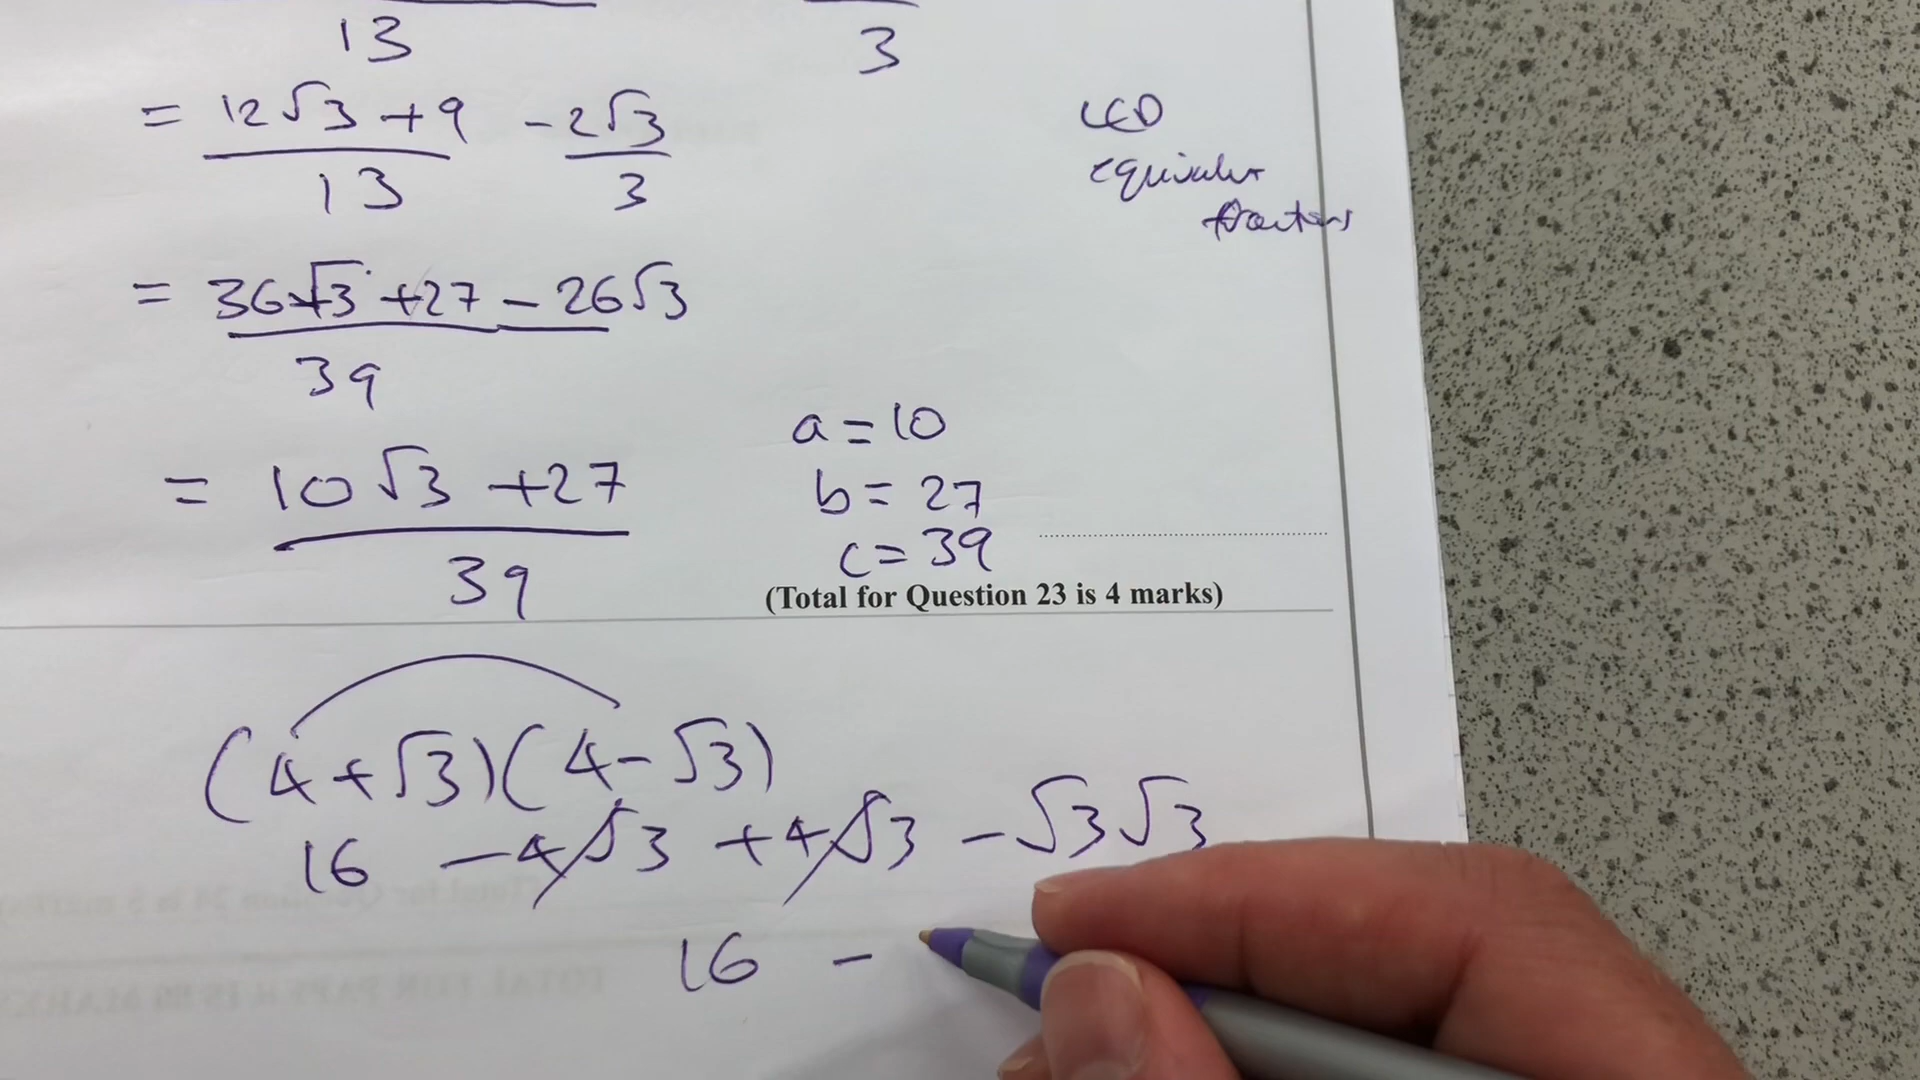 13 3
= 12√3 + 9 - 2√3 LCD
13 3 equivalent
fractions
= 36√3 + 27 - 26√3
39
a = 10
= 10√3 + 27 b = 27
39 c = 39
(Total for Question 23 is 4 marks)
(4+√3)(4-√3)
16 - 4√3 + 4√3 - √3√3
16 -